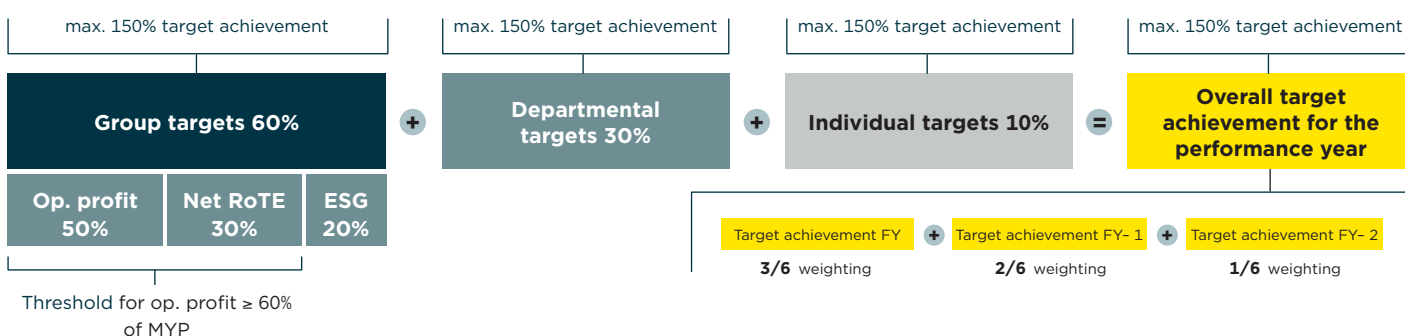 max. 150% target achievement
max. 150% target achievement
max. 150% target achievement
max. 150% target achievement
Group targets 60%
+
Departmental
targets 30%
+
Individual targets 10%
=
Overall target
achievement for the
performance year
Op. profit
50%
Net RoTE
30%
ESG
20%
Target achievement FY
+
Target achievement FY– 1
+
Target achievement FY– 2
3/6 weighting
2/6 weighting
1/6 weighting
Threshold for op. profit ≥ 60%
of MYP